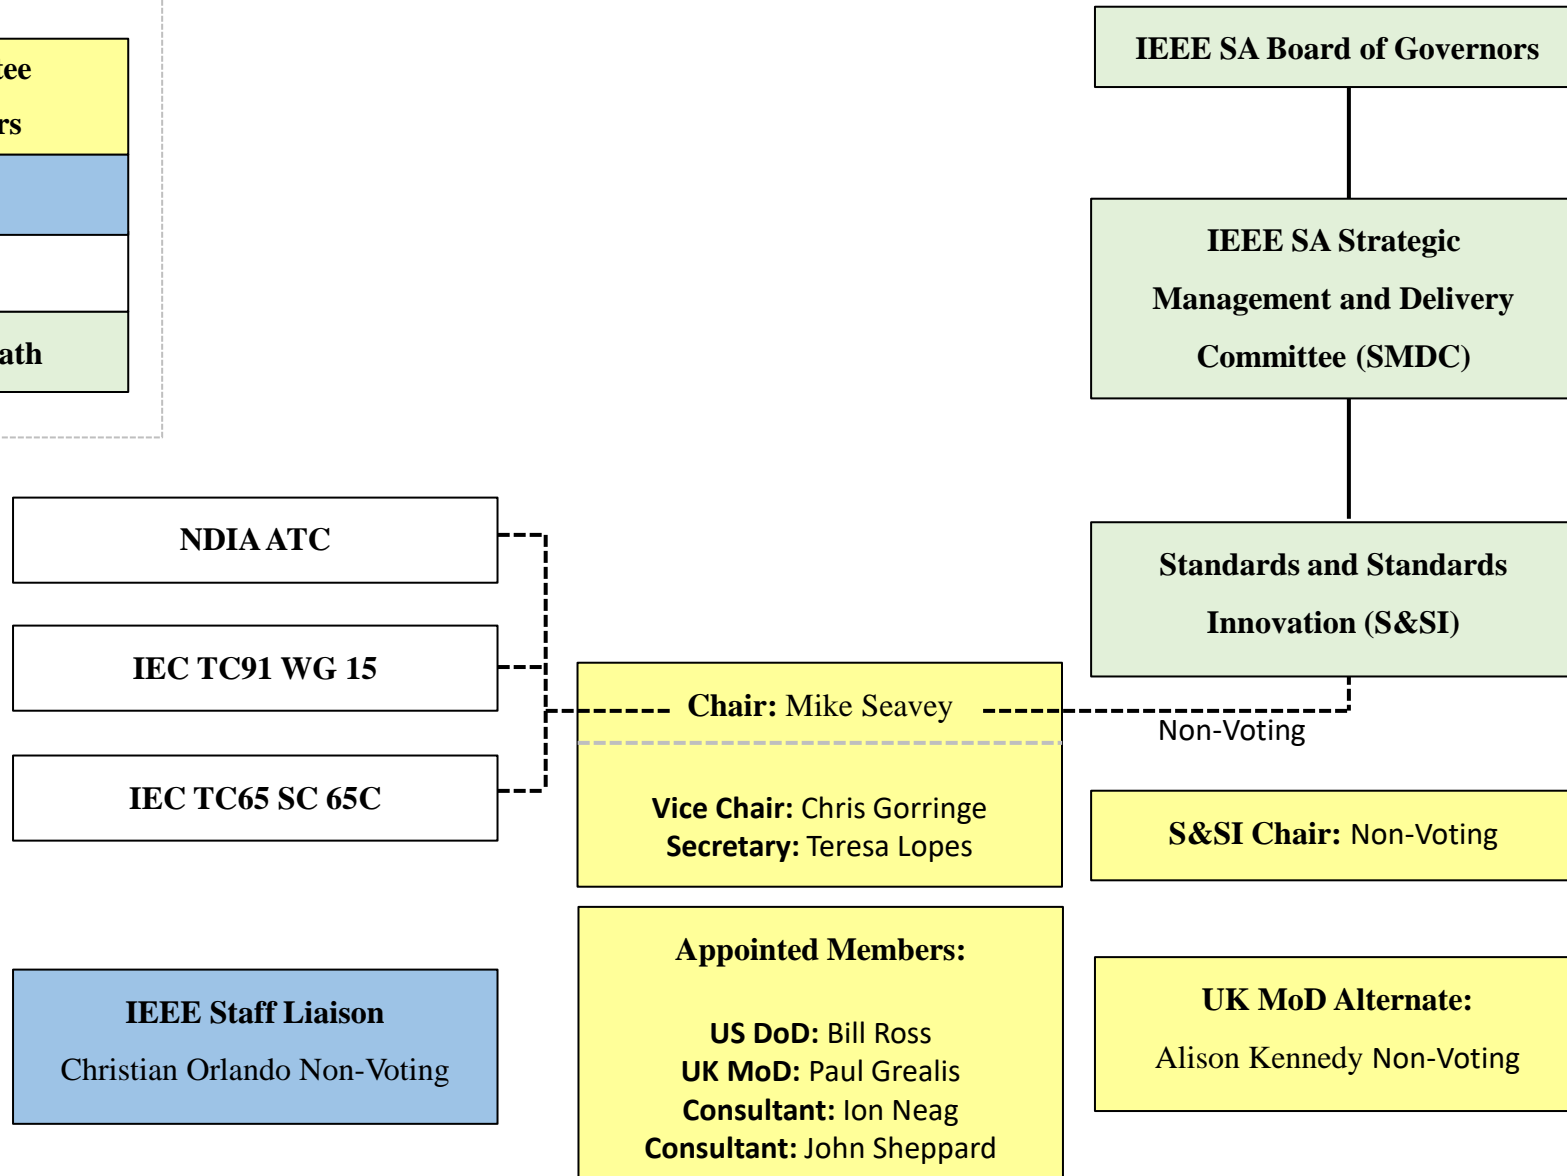 tee
rs
ath
IEEE SA Board of Governors
IEEE SA Strategic
Management and Delivery
Committee (SMDC)
Standards and Standards
Innovation (S&SI)
NDIA ATC
IEC TC91 WG 15
IEC TC65 SC 65C
Chair: Mike Seavey
Non-Voting
Vice Chair: Chris Gorringe
Secretary: Teresa Lopes
S&SI Chair: Non-Voting
IEEE Staff Liaison
Christian Orlando Non-Voting
Appointed Members:
US DoD: Bill Ross
UK MoD: Paul Grealis
Consultant: Ion Neag
Consultant: John Sheppard
UK MoD Alternate:
Alison Kennedy Non-Voting